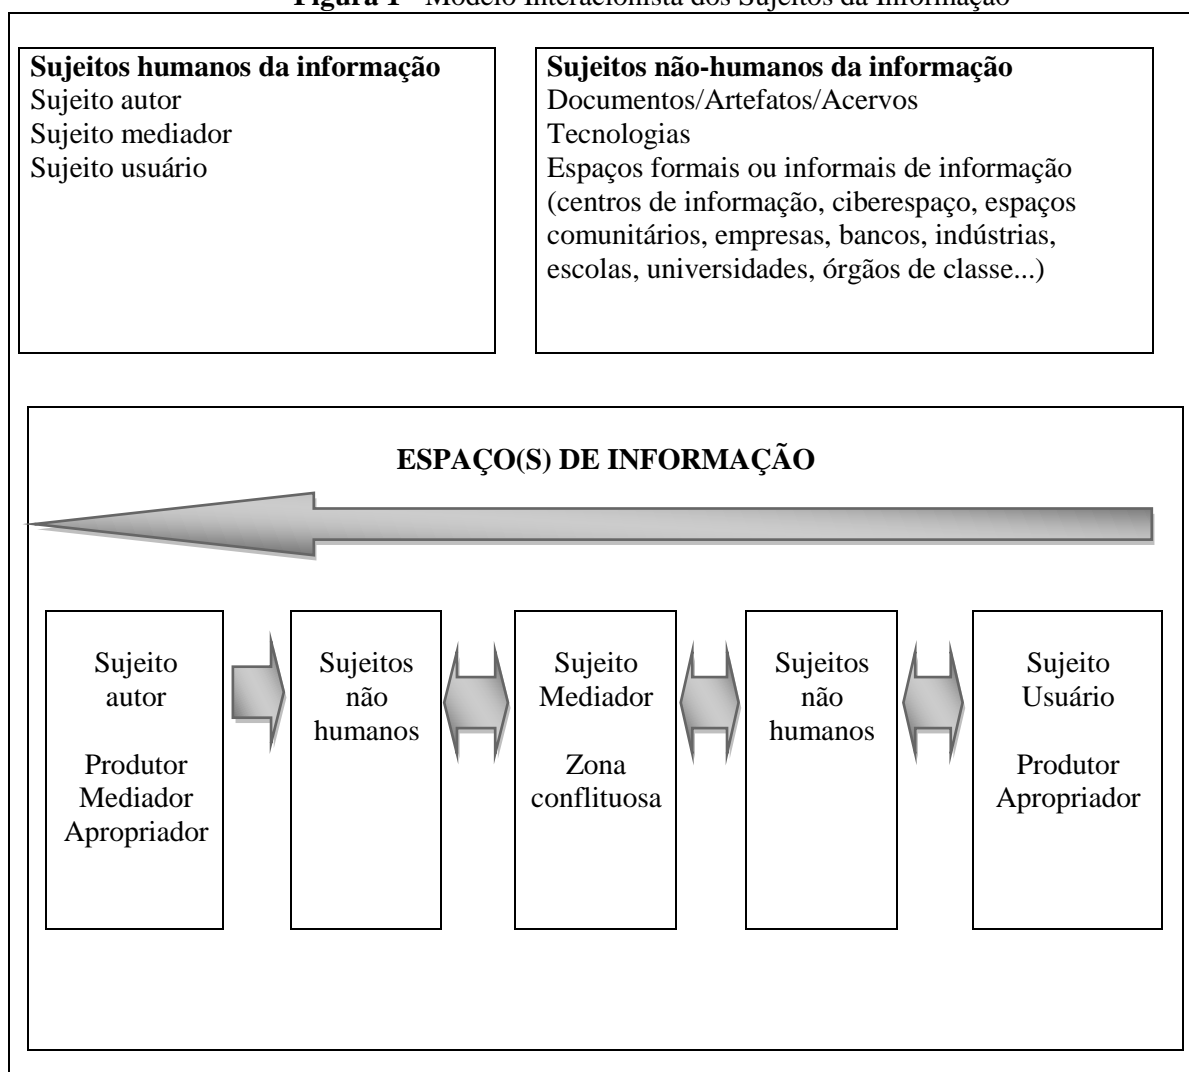 Figura 1 - Modelo Interacionista dos Sujeitos da Informação
Sujeitos humanos da informação
Sujeito autor
Sujeito mediador
Sujeito usuário
Sujeitos não-humanos da informação
Documentos/Artefatos/Acervos
Tecnologias
Espaços formais ou informais de informação
(centros de informação, ciberespaço, espaços
comunitários, empresas, bancos, indústrias,
escolas, universidades, órgãos de classe...)
ESPAÇO(S) DE INFORMAÇÃO
Sujeito
autor
Produtor
Mediador
Apropriador
Sujeitos
não
humanos
Sujeito
Mediador
Zona
conflituosa
Sujeitos
não
humanos
Sujeito
Usuário
Produtor
Apropriador